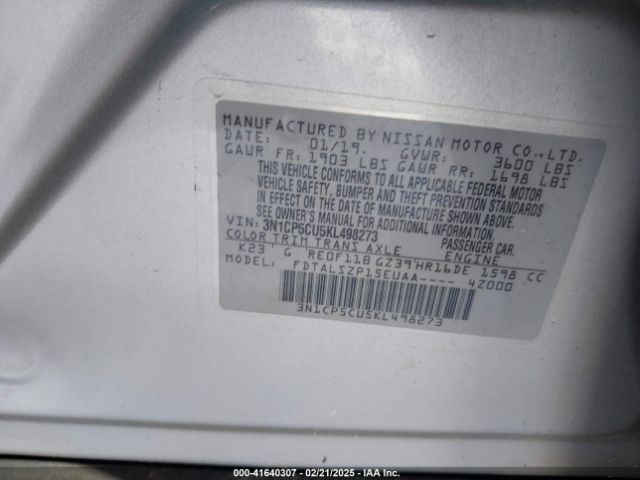 MANUFACTURED BY NISSAN MOTOR CO.,LTD.
DATE: 01/19. GVWR: 3600 LBS
GAWR FR: 1903 LBS GAWR RR: 1698 LBS
THIS VEHICLE CONFORMS TO ALL APPLICABLE FEDERAL MOTOR
VEHICLE SAFETY, BUMPER AND THEFT PREVENTION STANDARDS
IN EFFECT ON THE DATE OF MANUFACTURE SHOWN ABOVE.
SEE OWNER'S MANUAL FOR ADDITIONAL INFORMATION.
VIN: 3N1CP5CU5KL498273 PASSENGER CAR.
COLOR TRIM TRANS AXLE ENGINE
K23 G RE0F11B GZ39 HR16DE 1598 CC
MODEL: FDTALSZP15EUAA---- 42000
3N1CP5CU5KL498273
000-41640307 - 02/21/2025 - IAA Inc.